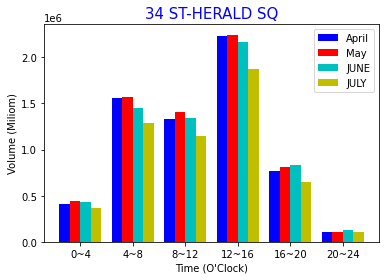 34 ST-HERALD SQ
1e6
April
May
JUNE
JULY
2.0
1.5
1.0
0.5
0.0
Volume (Miliom)
0~4 4~8 8~12 12~16 16~20 20~24
Time (O'Clock)